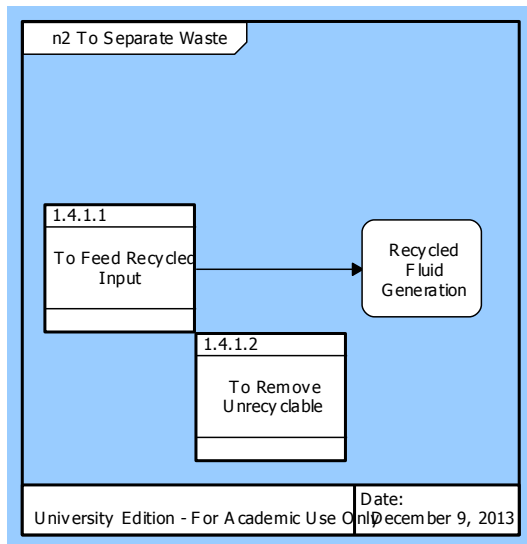 n2 To Separate Waste
1.4.1.1
To Feed Recycled
Input
Recycled
Fluid
Generation
1.4.1.2
To Remove
Unrecyclable
University Edition - For Academic Use Only
Date:
December 9, 2013